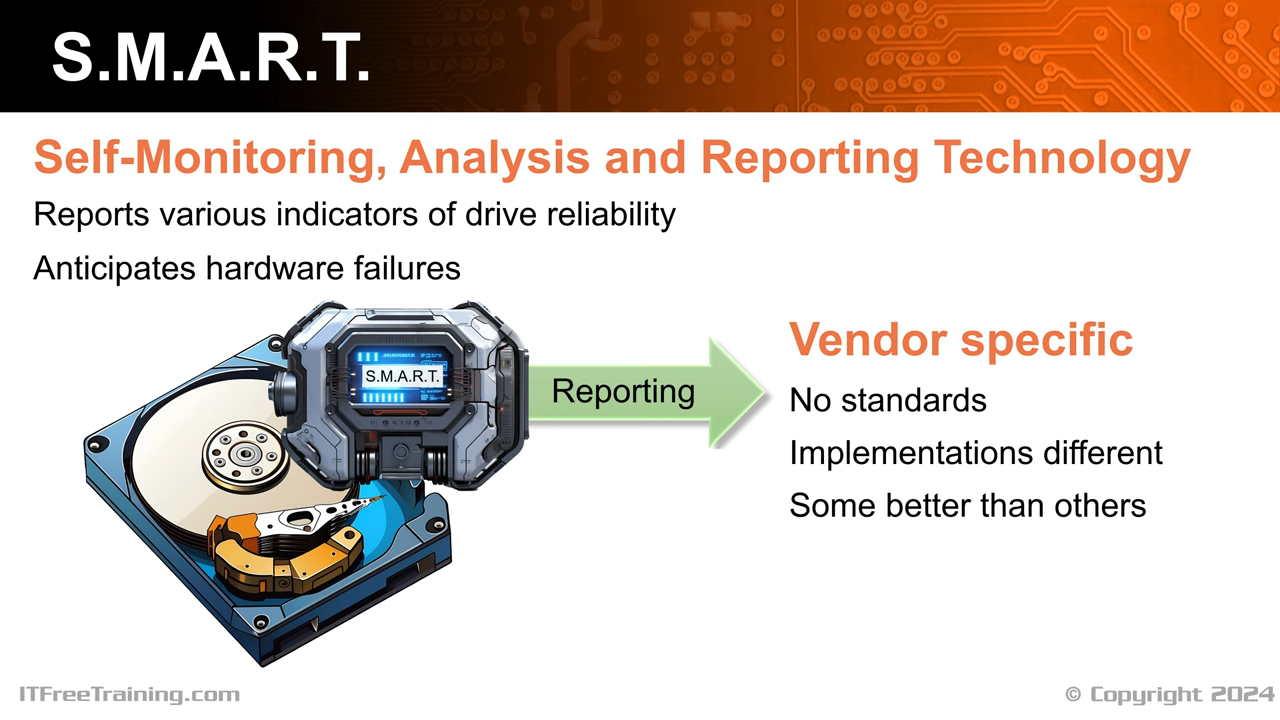 S.M.A.R.T.
Self-Monitoring, Analysis and Reporting Technology
Reports various indicators of drive reliability
Anticipates hardware failures
S.M.A.R.T.
Reporting
Vendor specific
No standards
Implementations different
Some better than others
ITFreeTraining.com
© Copyright 2024